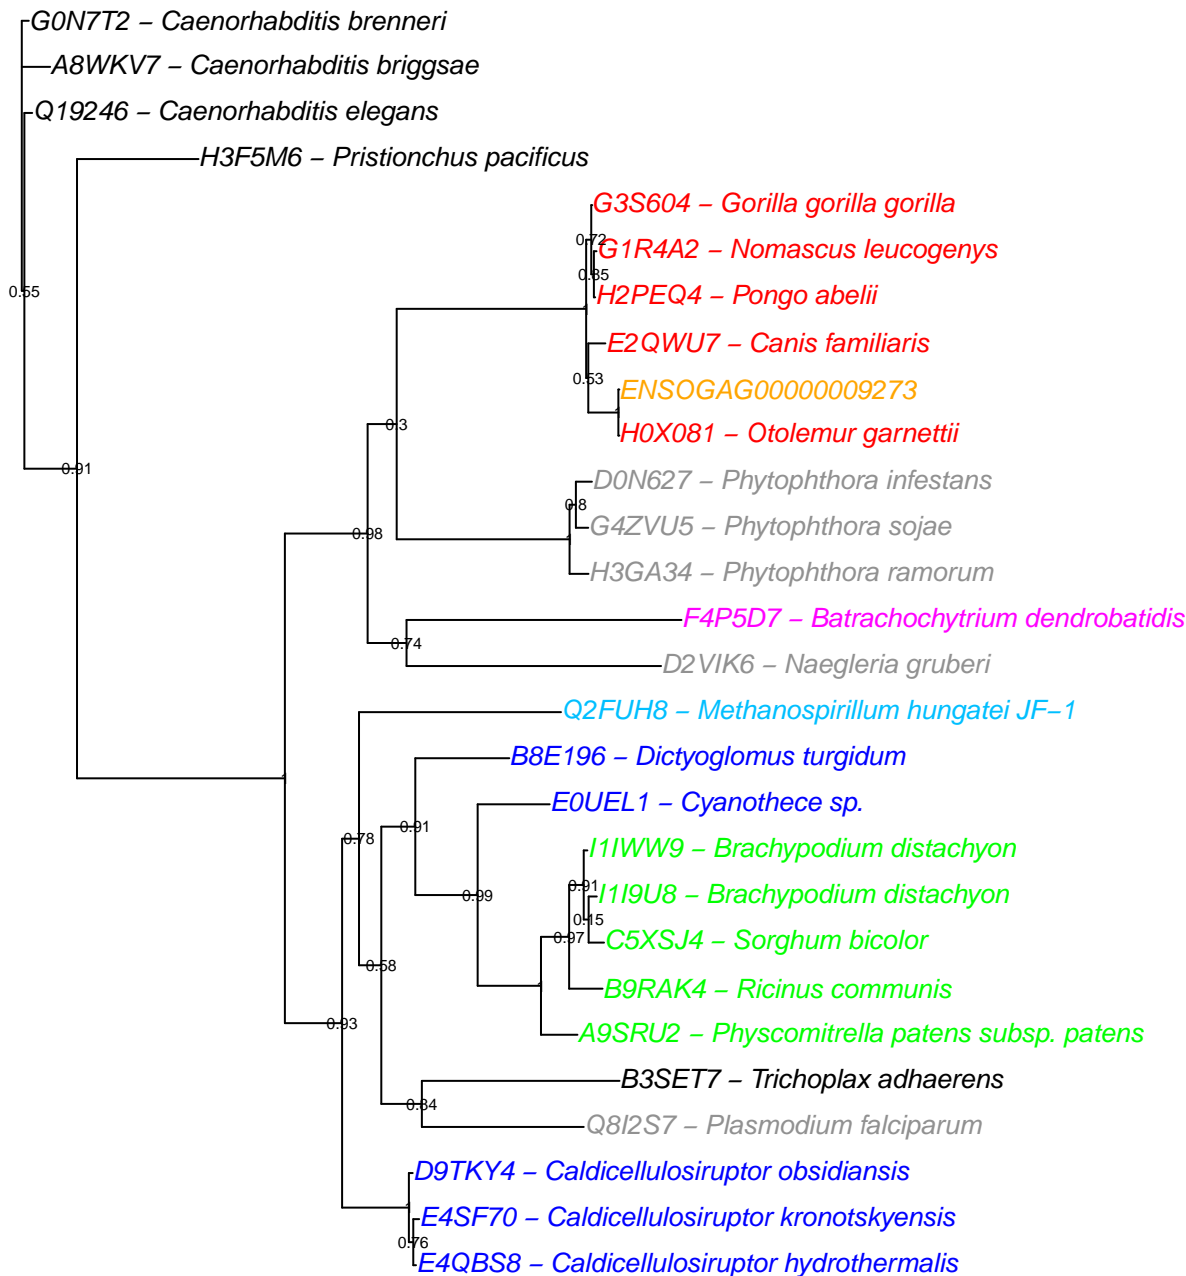 G0N7T2 – Caenorhabditis brenneri
A8WKV7 – Caenorhabditis briggsae
Q19246 – Caenorhabditis elegans
H3F5M6 – Pristionchus pacificus
G3S604 – Gorilla gorilla gorilla
0.72
G1R4A2 – Nomascus leucogenys
0.85
0.55
H2PEQ4 – Pongo abelii
1
E2QWU7 – Canis familiaris
0.53
ENSOGAG00000009273
1
0.3
H0X081 – Otolemur garnettii
0.91
D0N627 – Phytophthora infestans
0.8
G4ZVU5 – Phytophthora sojae
0.98
1
H3GA34 – Phytophthora ramorum
F4P5D7 – Batrachochytrium dendrobatidis
0.74
D2VIK6 – Naegleria gruberi
Q2FUH8 – Methanospirillum hungatei JF–1
B8E196 – Dictyoglomus turgidum
1
E0UEL1 – Cyanothece sp.
0.91
0.78
I1IWW9 – Brachypodium distachyon
0.91
0.99
I1I9U8 – Brachypodium distachyon
0.15
0.97
C5XSJ4 – Sorghum bicolor
0.58
1
B9RAK4 – Ricinus communis
0.93
A9SRU2 – Physcomitrella patens subsp. patens
B3SET7 – Trichoplax adhaerens
0.84
Q8I2S7 – Plasmodium falciparum
D9TKY4 – Caldicellulosiruptor obsidiansis
1
E4SF70 – Caldicellulosiruptor kronotskyensis
0.76
E4QBS8 – Caldicellulosiruptor hydrothermalis